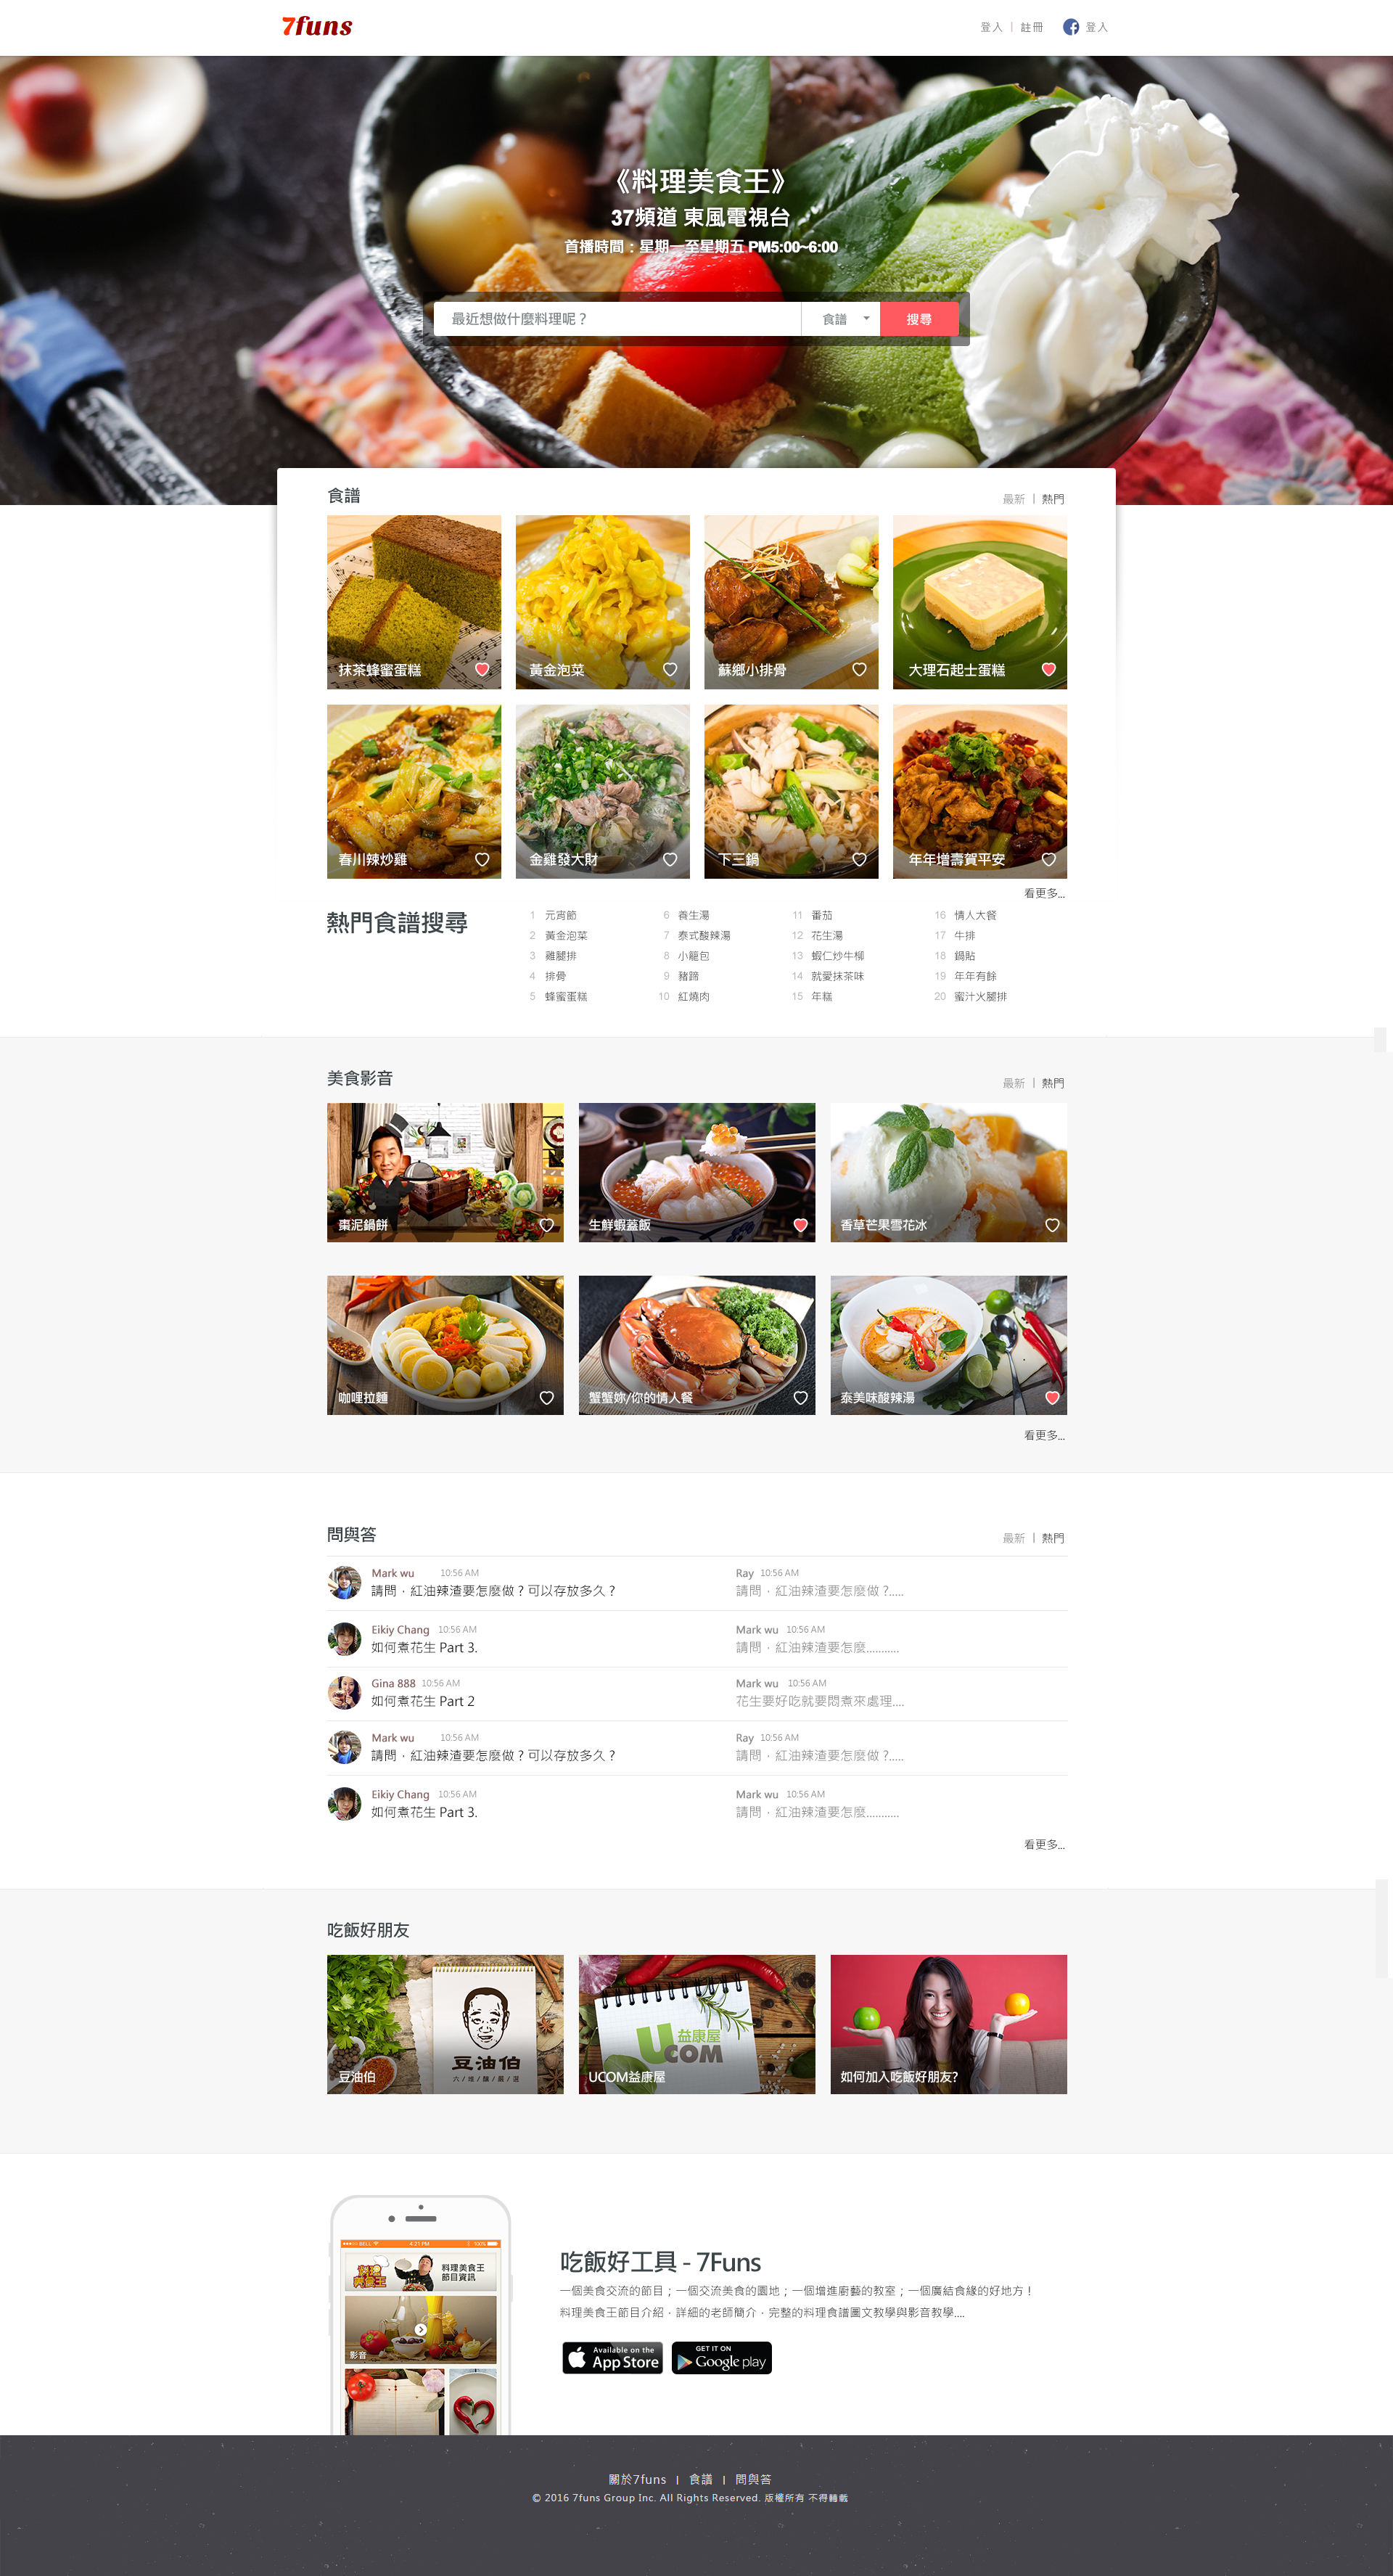 7funs
登入 | 註冊 登入
《料理美食王》
37頻道 東風電視台
首播時間：星期一至星期五 PM5:00~6:00
最近想做什麼料理呢？ 食譜 搜尋
食譜
最新 | 熱門
抹茶蜂蜜蛋糕
黃金泡菜
蘇鄉小排骨
大理石起士蛋糕
春川辣炒雞
金雞發大財
下三鍋
年年增壽賀平安
看更多...
熱門食譜搜尋
1 元宵節
2 黃金泡菜
3 雞腿排
4 排骨
5 蜂蜜蛋糕
6 養生湯
7 泰式酸辣湯
8 小籠包
9 豬蹄
10 紅燒肉
11 番茄
12 花生湯
13 蝦仁炒牛柳
14 就愛抹茶味
15 年糕
16 情人大餐
17 牛排
18 鍋貼
19 年年有餘
20 蜜汁火腿排
美食影音
最新 | 熱門
棗泥鍋餅
生鮮蝦蓋飯
香草芒果雪花冰
咖哩拉麵
蟹蟹妳/你的情人餐
泰美味酸辣湯
看更多...
問與答
最新 | 熱門
Mark wu 10:56 AM
請問，紅油辣渣要怎麼做？可以存放多久？
Ray 10:56 AM
請問，紅油辣渣要怎麼做？.....
Eikiy Chang 10:56 AM
如何煮花生 Part 3.
Mark wu 10:56 AM
請問，紅油辣渣要怎麼...........
Gina 888 10:56 AM
如何煮花生 Part 2
Mark wu 10:56 AM
花生要好吃就要悶煮來處理....
Mark wu 10:56 AM
請問，紅油辣渣要怎麼做？可以存放多久？
Ray 10:56 AM
請問，紅油辣渣要怎麼做？.....
Eikiy Chang 10:56 AM
如何煮花生 Part 3.
Mark wu 10:56 AM
請問，紅油辣渣要怎麼...........
看更多...
吃飯好朋友
豆油伯
六/堆/釀/興/選
豆油伯
益康屋
UCOM
UCOM益康屋
如何加入吃飯好朋友?
BELL 4:21 PM 100%
料理美食王
料理美食王
節目資訊
影音
吃飯好工具 - 7Funs
一個美食交流的節目；一個交流美食的園地；一個增進廚藝的教室；一個廣結食緣的好地方！
料理美食王節目介紹，詳細的老師簡介，完整的料理食譜圖文教學與影音教學....
Available on the
App Store
GET IT ON
Google play
關於7funs | 食議 | 問與答
© 2016 7funs Group Inc. All Rights Reserved. 版權所有 不得轉載